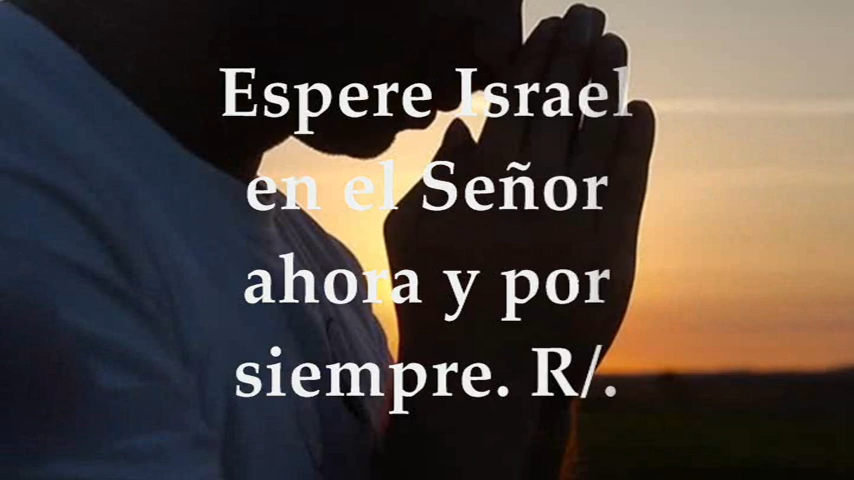 Espere Israel
en el Señor
ahora y por
siempre. R/.